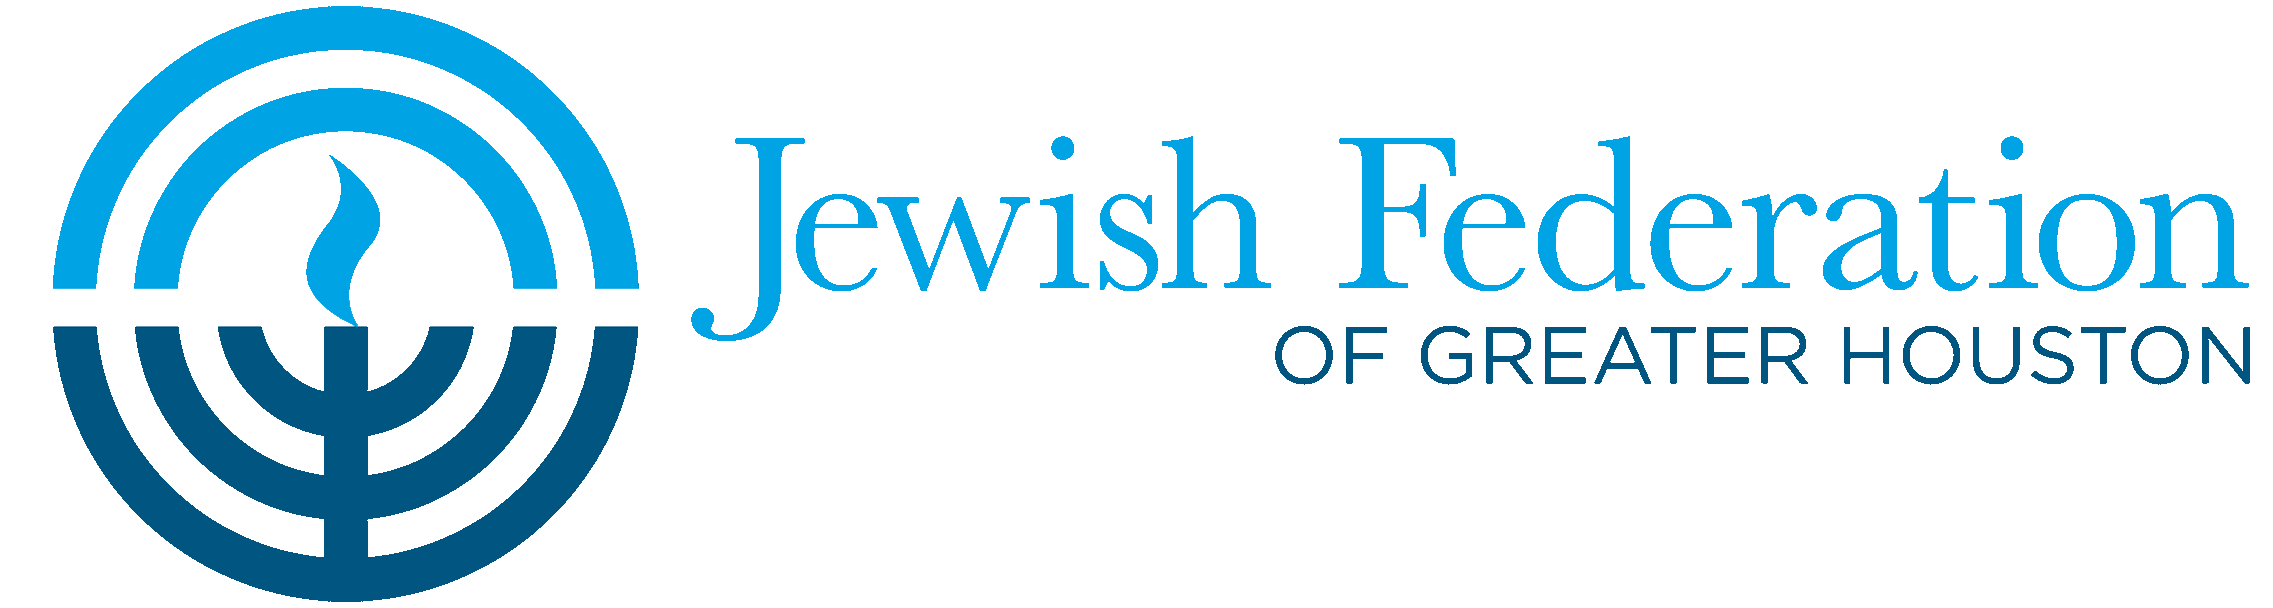 Jewish Federation
OF GREATER HOUSTON